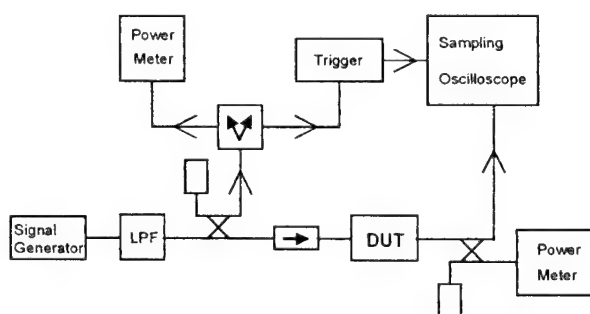 Power
Meter
Trigger
Sampling
Oscilloscope
Signal
Generator
LPF
DUT
Power
Meter